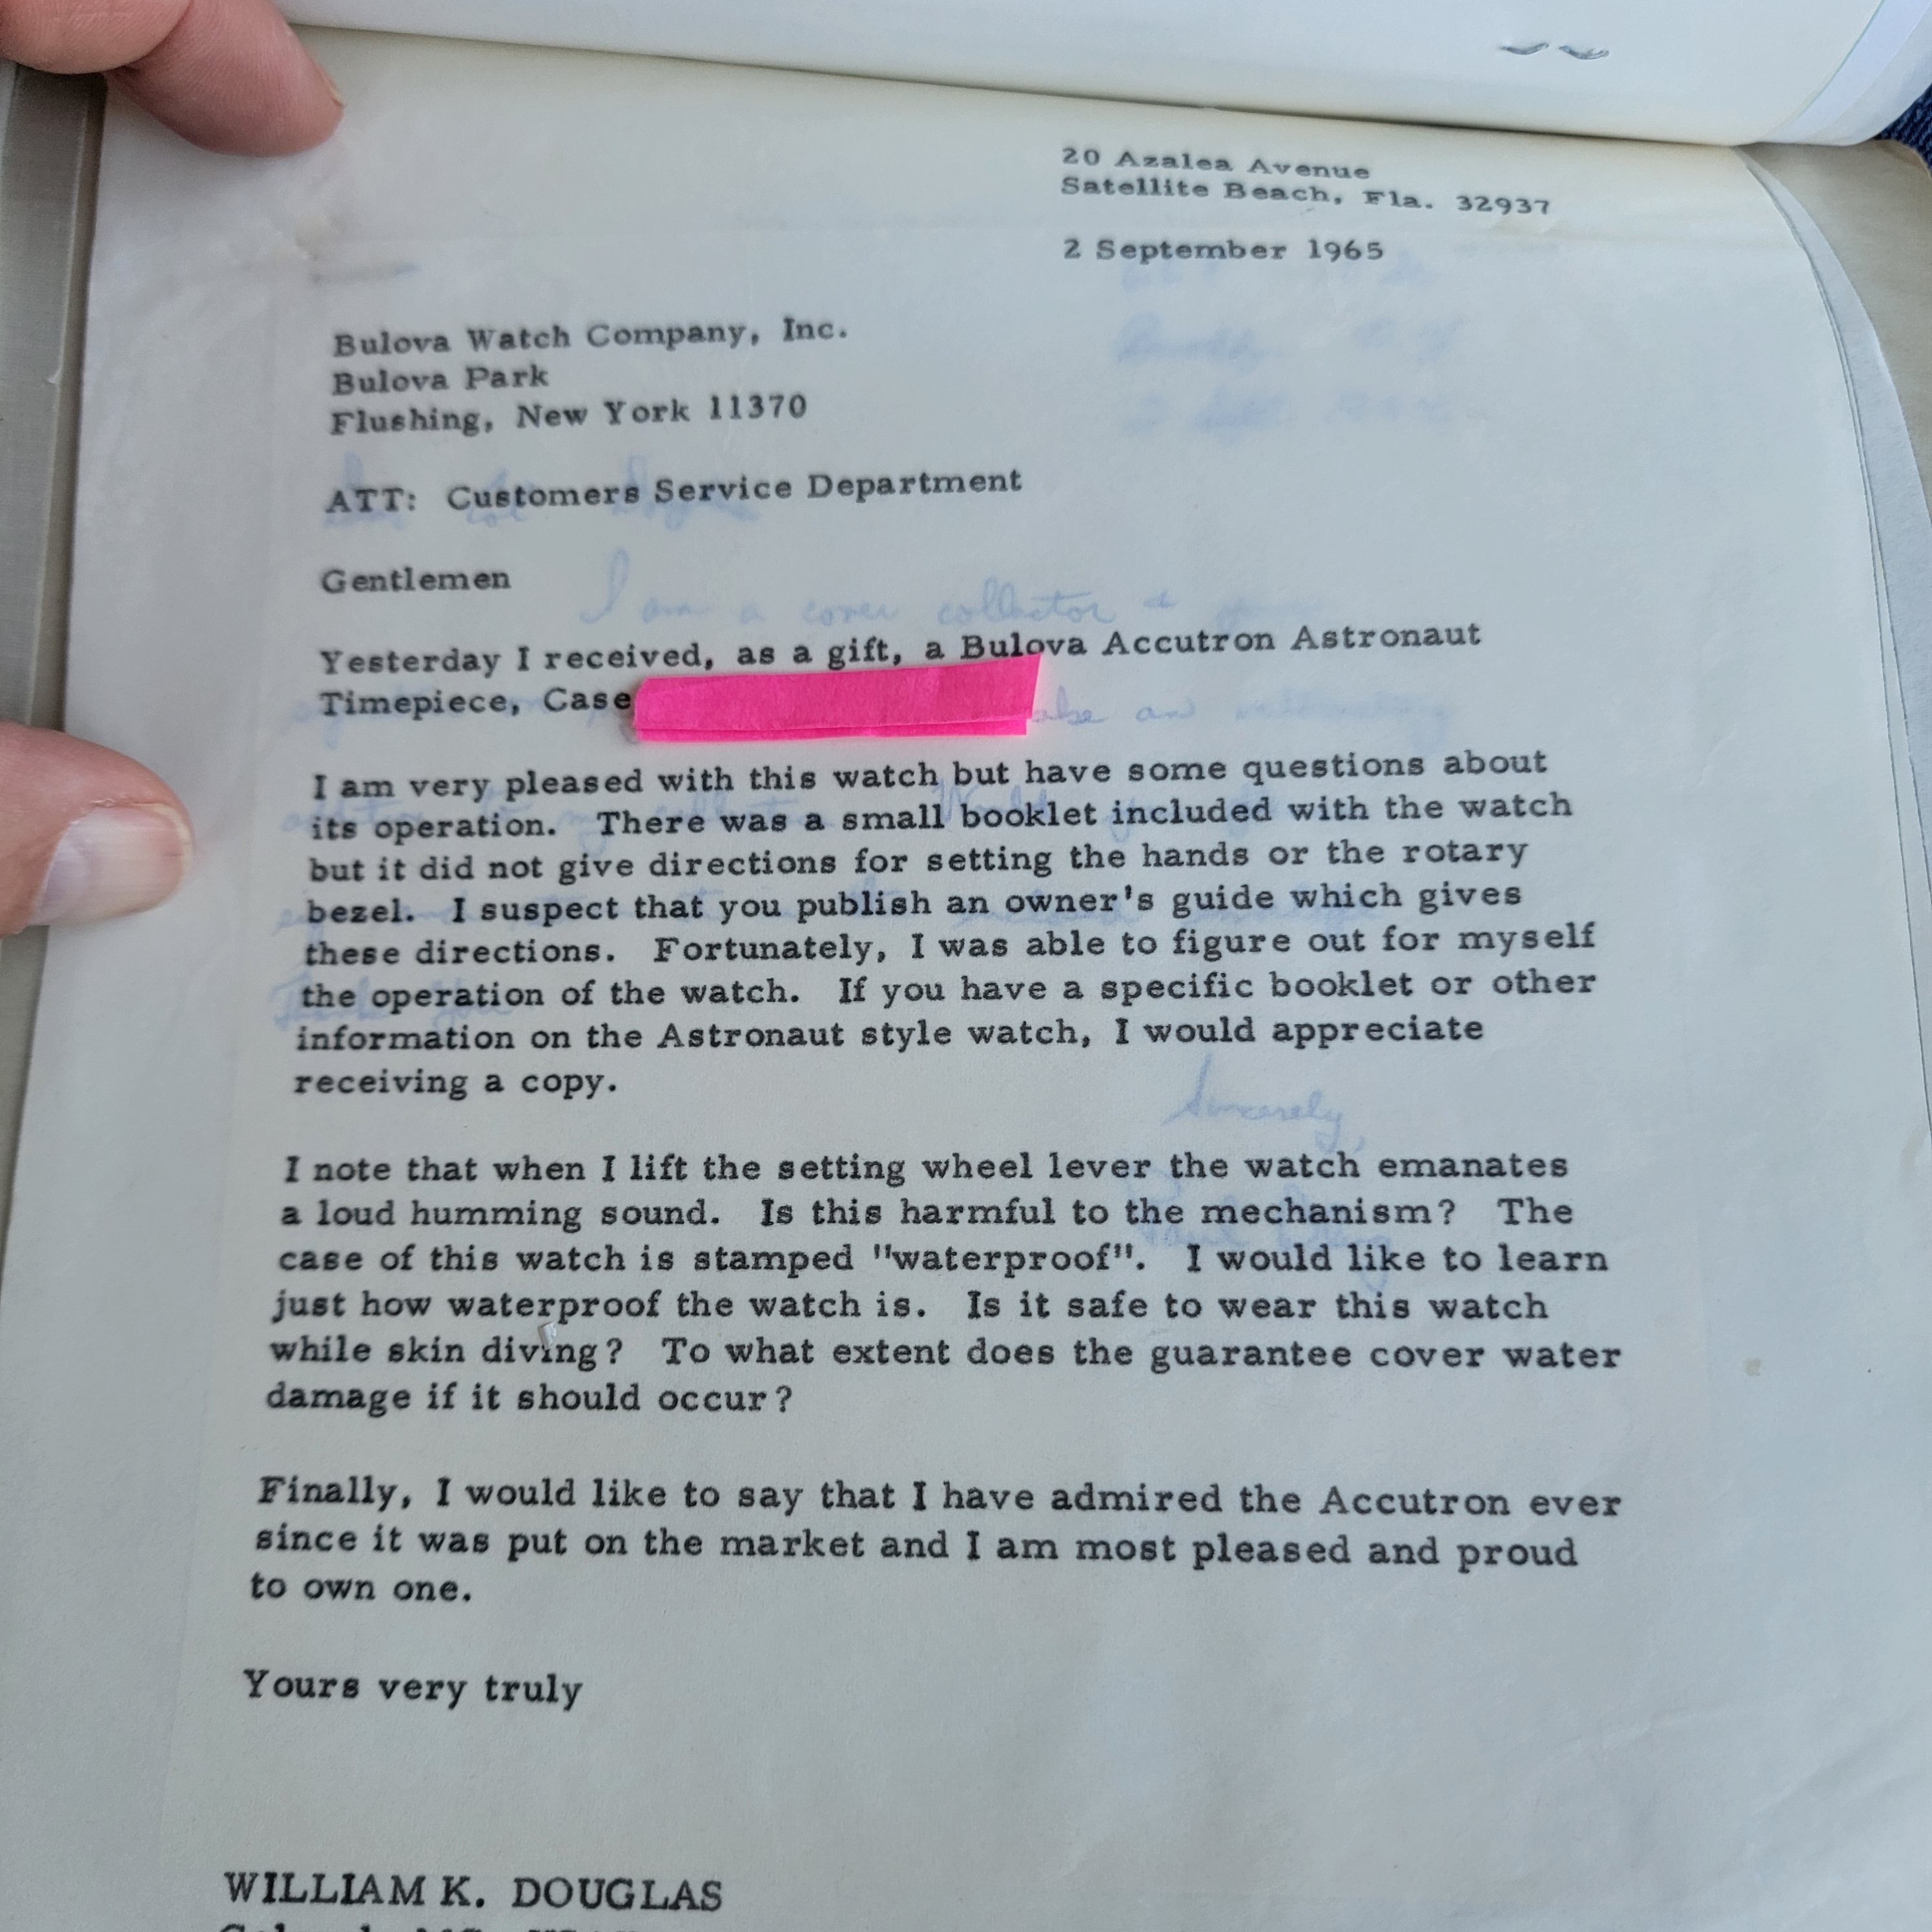 20 Azalea Avenue
Satellite Beach, Fla. 32937
2 September 1965
Bulova Watch Company, Inc.
Bulova Park
Flushing, New York 11370
ATT: Customers Service Department
Gentlemen
I am a cover collector &
Yesterday I received, as a gift, a Bulova Accutron Astronaut
Timepiece, Case
I am very pleased with this watch but have some questions about
its operation. There was a small booklet included with the watch
but it did not give directions for setting the hands or the rotary
bezel. I suspect that you publish an owner's guide which gives
these directions. Fortunately, I was able to figure out for myself
the operation of the watch. If you have a specific booklet or other
information on the Astronaut style watch, I would appreciate
receiving a copy.
Sincerely,
I note that when I lift the setting wheel lever the watch emanates
a loud humming sound. Is this harmful to the mechanism? The
case of this watch is stamped "waterproof". I would like to learn
just how waterproof the watch is. Is it safe to wear this watch
while skin diving? To what extent does the guarantee cover water
damage if it should occur?
Finally, I would like to say that I have admired the Accutron ever
since it was put on the market and I am most pleased and proud
to own one.
Yours very truly
WILLIAM K. DOUGLAS